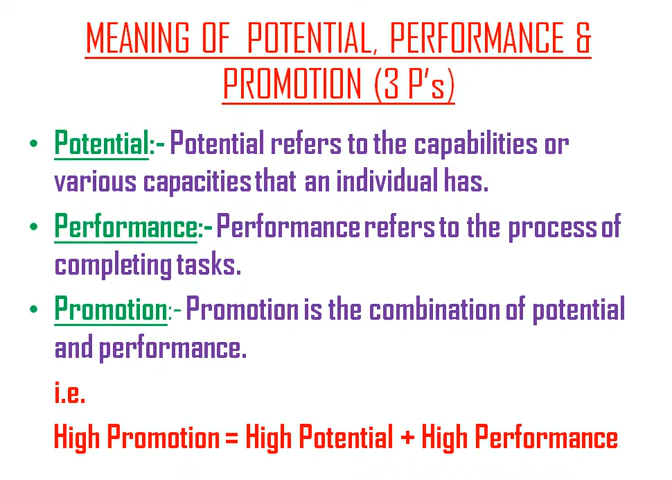 MEANING OF POTENTIAL, PERFORMANCE &
PROMOTION (3 P's)
• Potential:- Potential refers to the capabilities or
various capacities that an individual has.
• Performance:- Performance refers to the process of
completing tasks.
• Promotion:- Promotion is the combination of potential
and performance.
i.e.
High Promotion = High Potential + High Performance